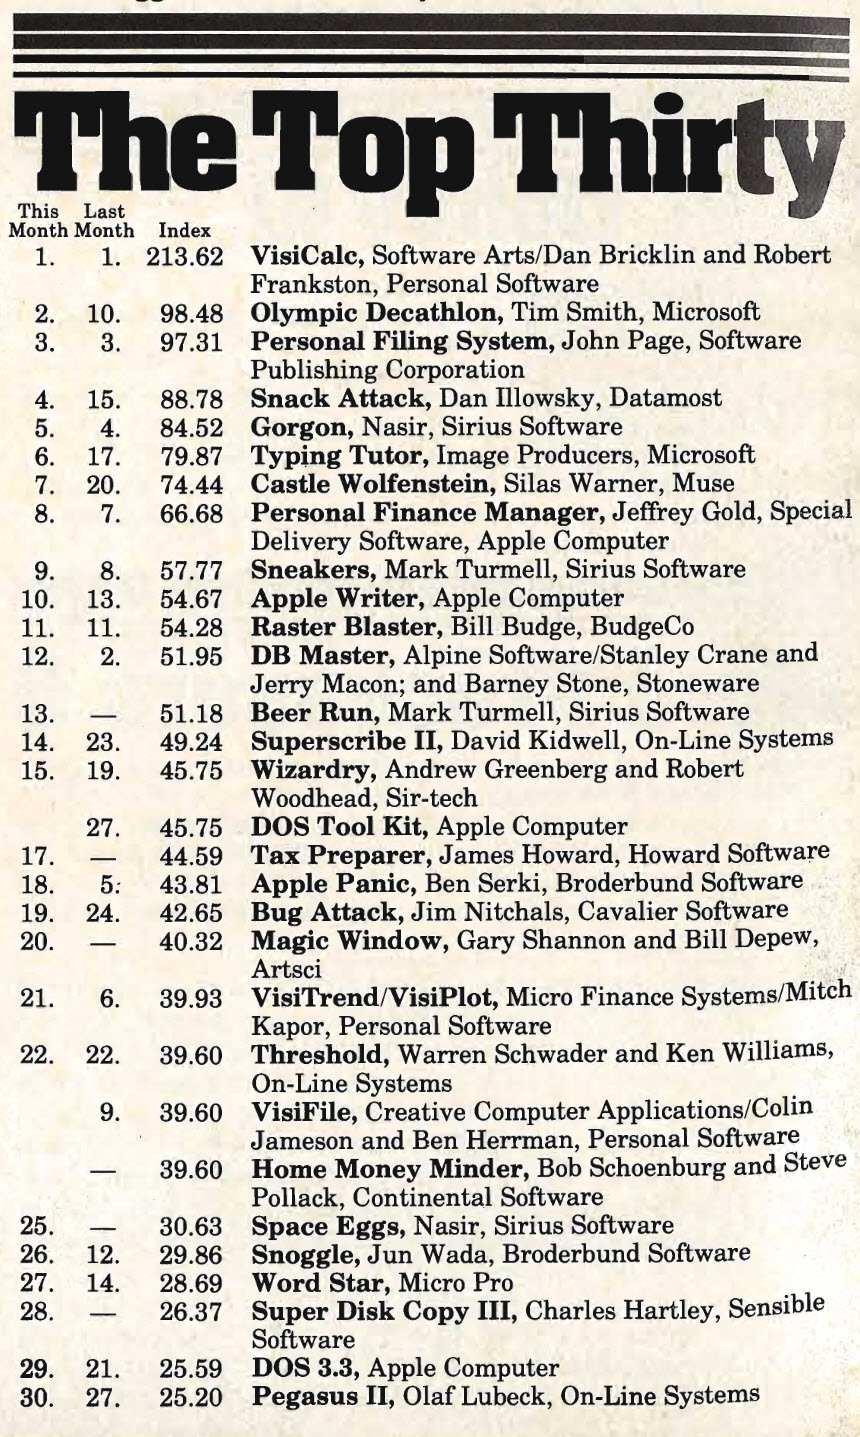 The Top Thirty
This Last
Month Month Index
1. 1. 213.62 VisiCalc, Software Arts/Dan Bricklin and Robert
Frankston, Personal Software
2. 10. 98.48 Olympic Decathlon, Tim Smith, Microsoft
3. 3. 97.31 Personal Filing System, John Page, Software
Publishing Corporation
4. 15. 88.78 Snack Attack, Dan Illowsky, Datamost
5. 4. 84.52 Gorgon, Nasir, Sirius Software
6. 17. 79.87 Typing Tutor, Image Producers, Microsoft
7. 20. 74.44 Castle Wolfenstein, Silas Warner, Muse
8. 7. 66.68 Personal Finance Manager, Jeffrey Gold, Special
Delivery Software, Apple Computer
9. 8. 57.77 Sneakers, Mark Turmell, Sirius Software
10. 13. 54.67 Apple Writer, Apple Computer
11. 11. 54.28 Raster Blaster, Bill Budge, BudgeCo
12. 2. 51.95 DB Master, Alpine Software/Stanley Crane and
Jerry Macon; and Barney Stone, Stoneware
13. — 51.18 Beer Run, Mark Turmell, Sirius Software
14. 23. 49.24 Superscribe II, David Kidwell, On-Line Systems
15. 19. 45.75 Wizardry, Andrew Greenberg and Robert
Woodhead, Sir-tech
27. 45.75 DOS Tool Kit, Apple Computer
17. — 44.59 Tax Preparer, James Howard, Howard Software
18. 5. 43.81 Apple Panic, Ben Serki, Broderbund Software
19. 24. 42.65 Bug Attack, Jim Nitchals, Cavalier Software
20. — 40.32 Magic Window, Gary Shannon and Bill Depew,
Artsci
21. 6. 39.93 VisiTrend/VisiPlot, Micro Finance Systems/Mitch
Kapor, Personal Software
22. 22. 39.60 Threshold, Warren Schwader and Ken Williams,
On-Line Systems
9. 39.60 VisiFile, Creative Computer Applications/Colin
Jameson and Ben Herrman, Personal Software
— 39.60 Home Money Minder, Bob Schoenburg and Steve
Pollack, Continental Software
25. — 30.63 Space Eggs, Nasir, Sirius Software
26. 12. 29.86 Snoggle, Jun Wada, Broderbund Software
27. 14. 28.69 Word Star, Micro Pro
28. — 26.37 Super Disk Copy III, Charles Hartley, Sensible
Software
29. 21. 25.59 DOS 3.3, Apple Computer
30. 27. 25.20 Pegasus II, Olaf Lubeck, On-Line Systems